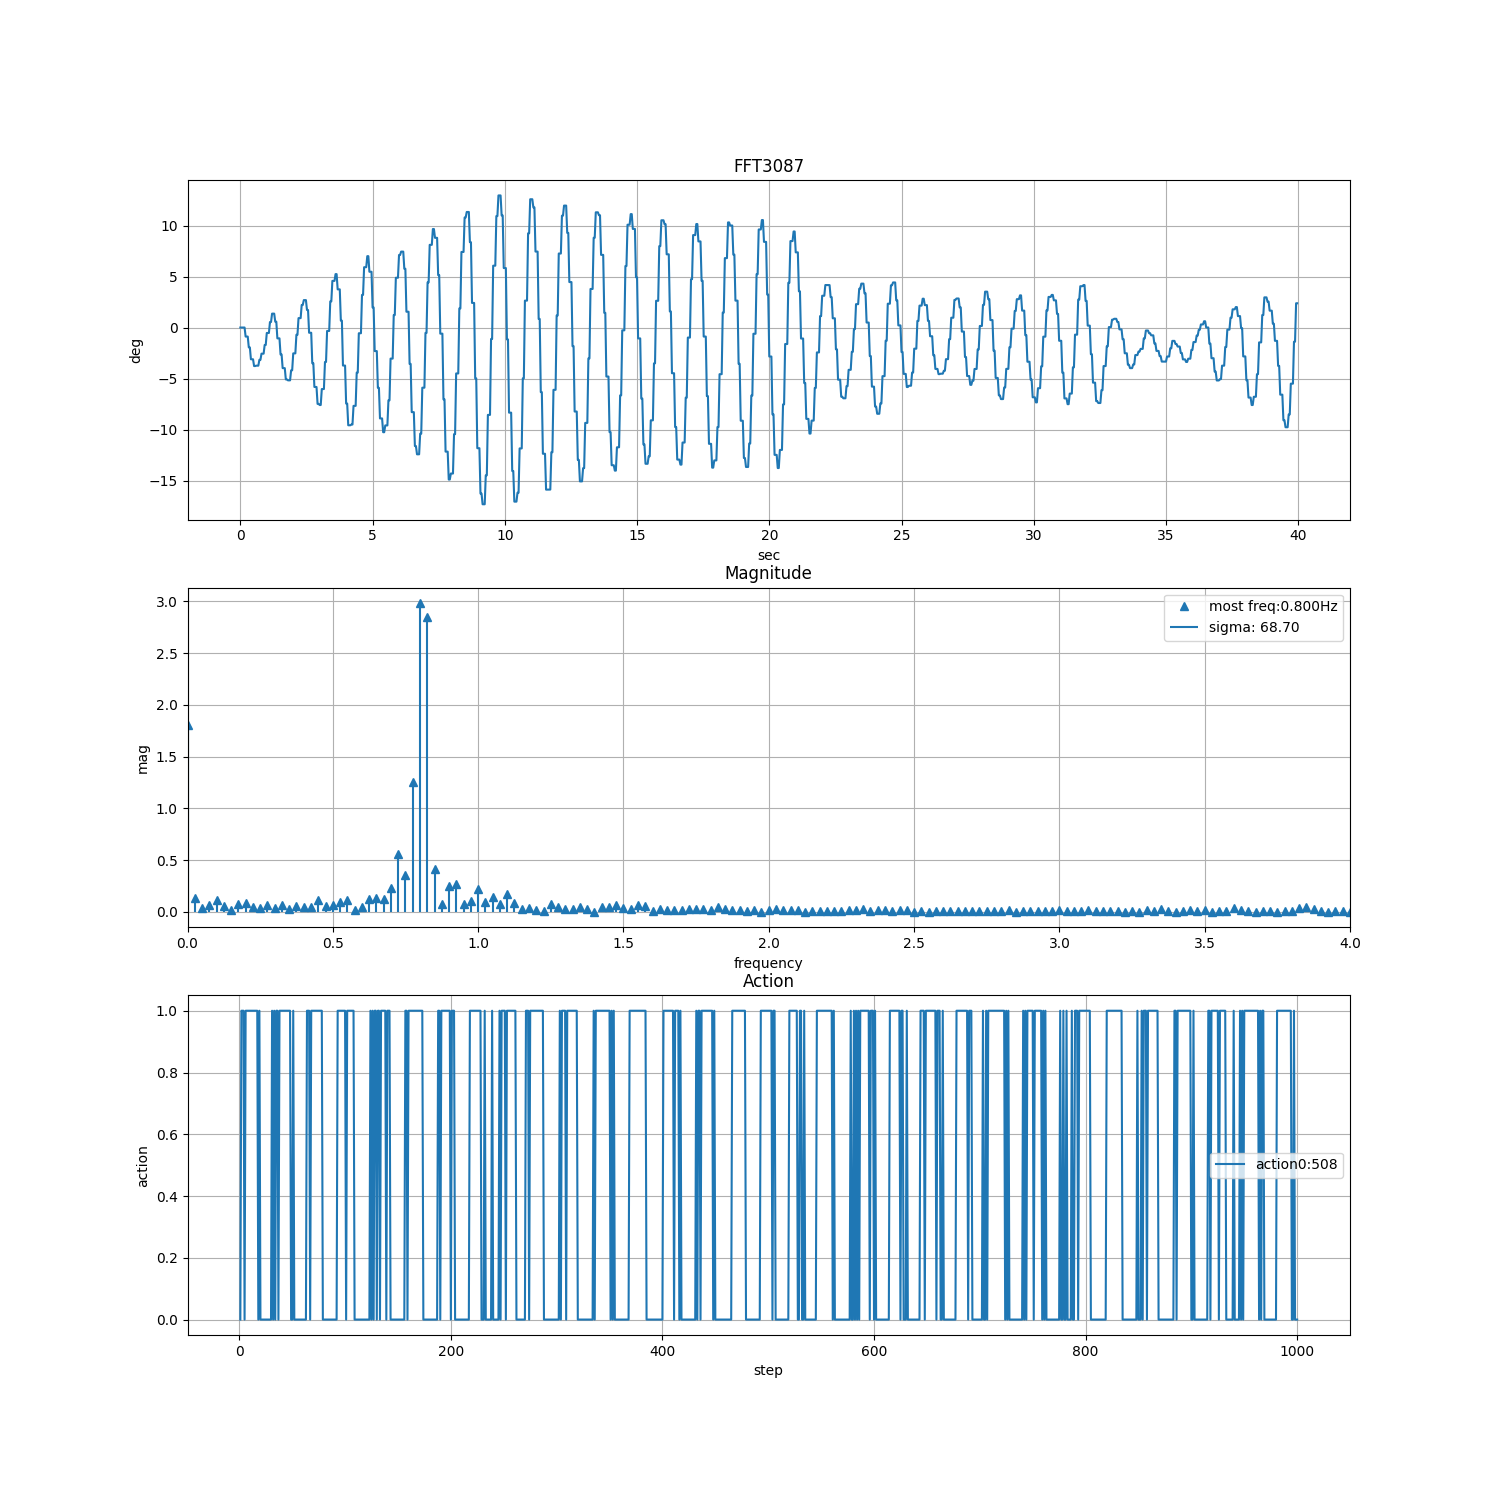 FFT3087
10
5
0
−5
−10
−15
deg
0 5 10 15 20 25 30 35 40
sec
Magnitude
3.0
2.5
2.0
1.5
1.0
0.5
0.0
mag
most freq:0.800Hz
sigma: 68.70
0.0 0.5 1.0 1.5 2.0 2.5 3.0 3.5 4.0
frequency
Action
1.0
0.8
0.6
0.4
0.2
0.0
action
action0:508
0 200 400 600 800 1000
step